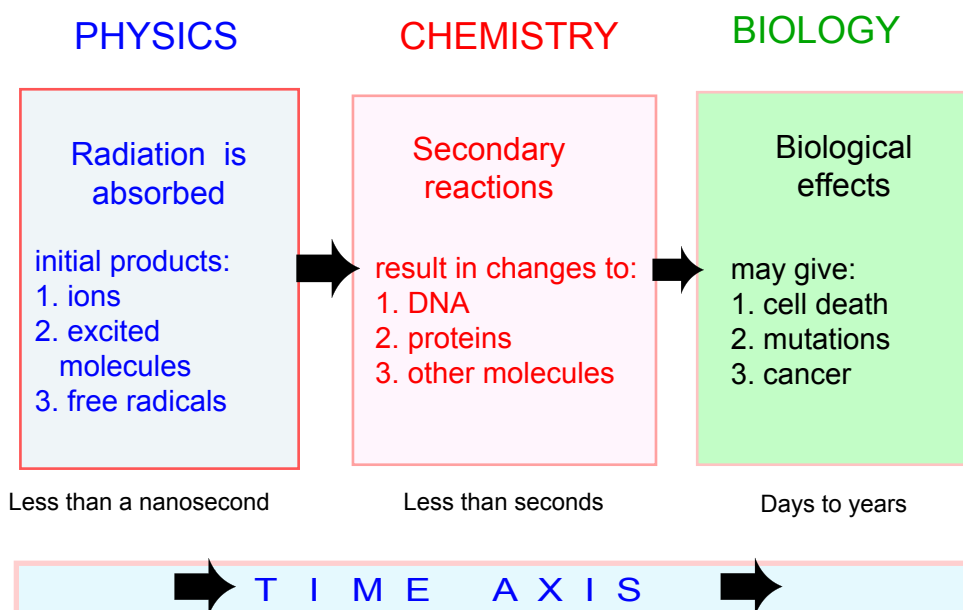 PHYSICS
Radiation is
absorbed
initial products:
1. ions
2. excited
molecules
3. free radicals
Less than a nanosecond
CHEMISTRY
Secondary
reactions
result in changes to:
1. DNA
2. proteins
3. other molecules
Less than seconds
BIOLOGY
Biological
effects
may give:
1. cell death
2. mutations
3. cancer
Days to years
TIME AXIS